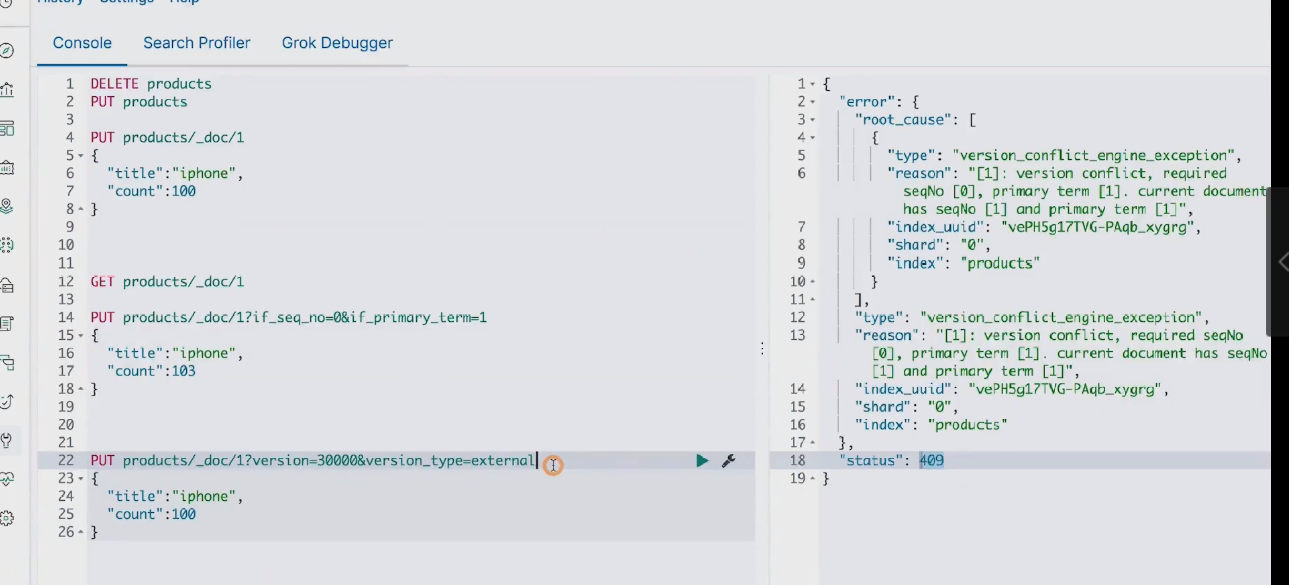 History Settings Help
Console Search Profiler Grok Debugger
1 DELETE products
2 PUT products
3
4 PUT products/_doc/1
5 {
6 "title":"iphone",
7 "count":100
8 }
9
10
11
12 GET products/_doc/1
13
14 PUT products/_doc/1?if_seq_no=0&if_primary_term=1
15 {
16 "title":"iphone",
17 "count":103
18 }
19
20
21
22 PUT products/_doc/1?version=30000&version_type=external
23 {
24 "title":"iphone",
25 "count":100
26 }
1 {
2 "error": {
3 "root_cause": [
4 {
5 "type": "version_conflict_engine_exception",
6 "reason": "[1]: version conflict, required
seqNo [0], primary term [1]. current document
has seqNo [1] and primary term [1]",
7 "index_uuid": "vePH5g17TVG-PAqb_xygrg",
8 "shard": "0",
9 "index": "products"
10 }
11 ],
12 "type": "version_conflict_engine_exception",
13 "reason": "[1]: version conflict, required seqNo
[0], primary term [1]. current document has seqNo
[1] and primary term [1]",
14 "index_uuid": "vePH5g17TVG-PAqb_xygrg",
15 "shard": "0",
16 "index": "products"
17 },
18 "status": 409
19 }